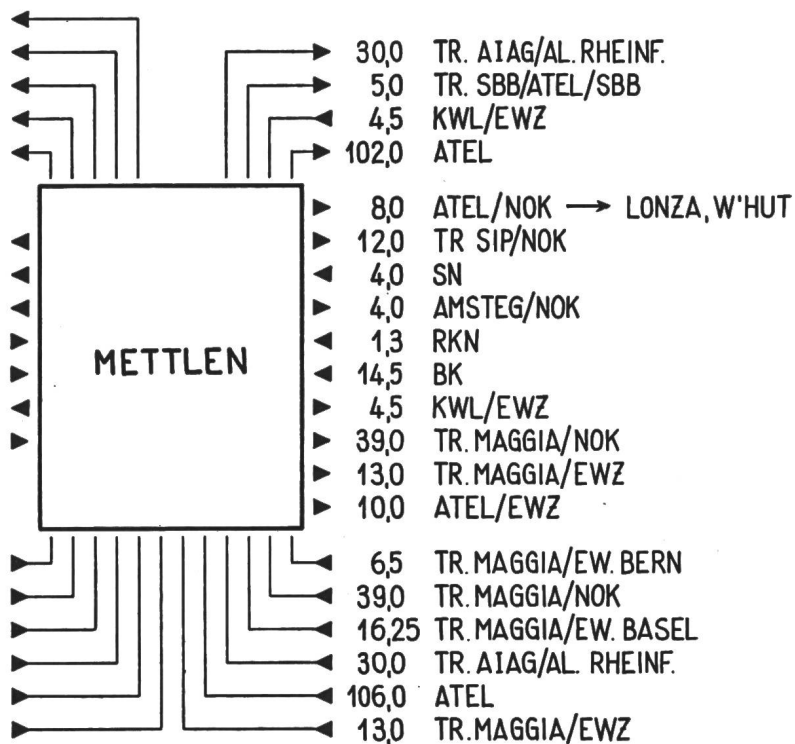 30,0 TR. AIAG/AL. RHEINF.
5,0 TR. SBB/ATEL/SBB
4,5 KWL/EWZ
102,0 ATEL
8,0 ATEL/NOK → LONZA, W'HUT
12,0 TR SIP/NOK
4,0 SN
4,0 AMSTEG/NOK
1,3 RKN
METTLEN
14,5 BK
4,5 KWL/EWZ
39,0 TR. MAGGIA/NOK
13,0 TR. MAGGIA/EWZ
10,0 ATEL/EWZ
6,5 TR. MAGGIA/EW. BERN
39,0 TR. MAGGIA/NOK
16,25 TR. MAGGIA/EW. BASEL
30,0 TR. AIAG/AL. RHEINF.
106,0 ATEL
13,0 TR. MAGGIA/EWZ